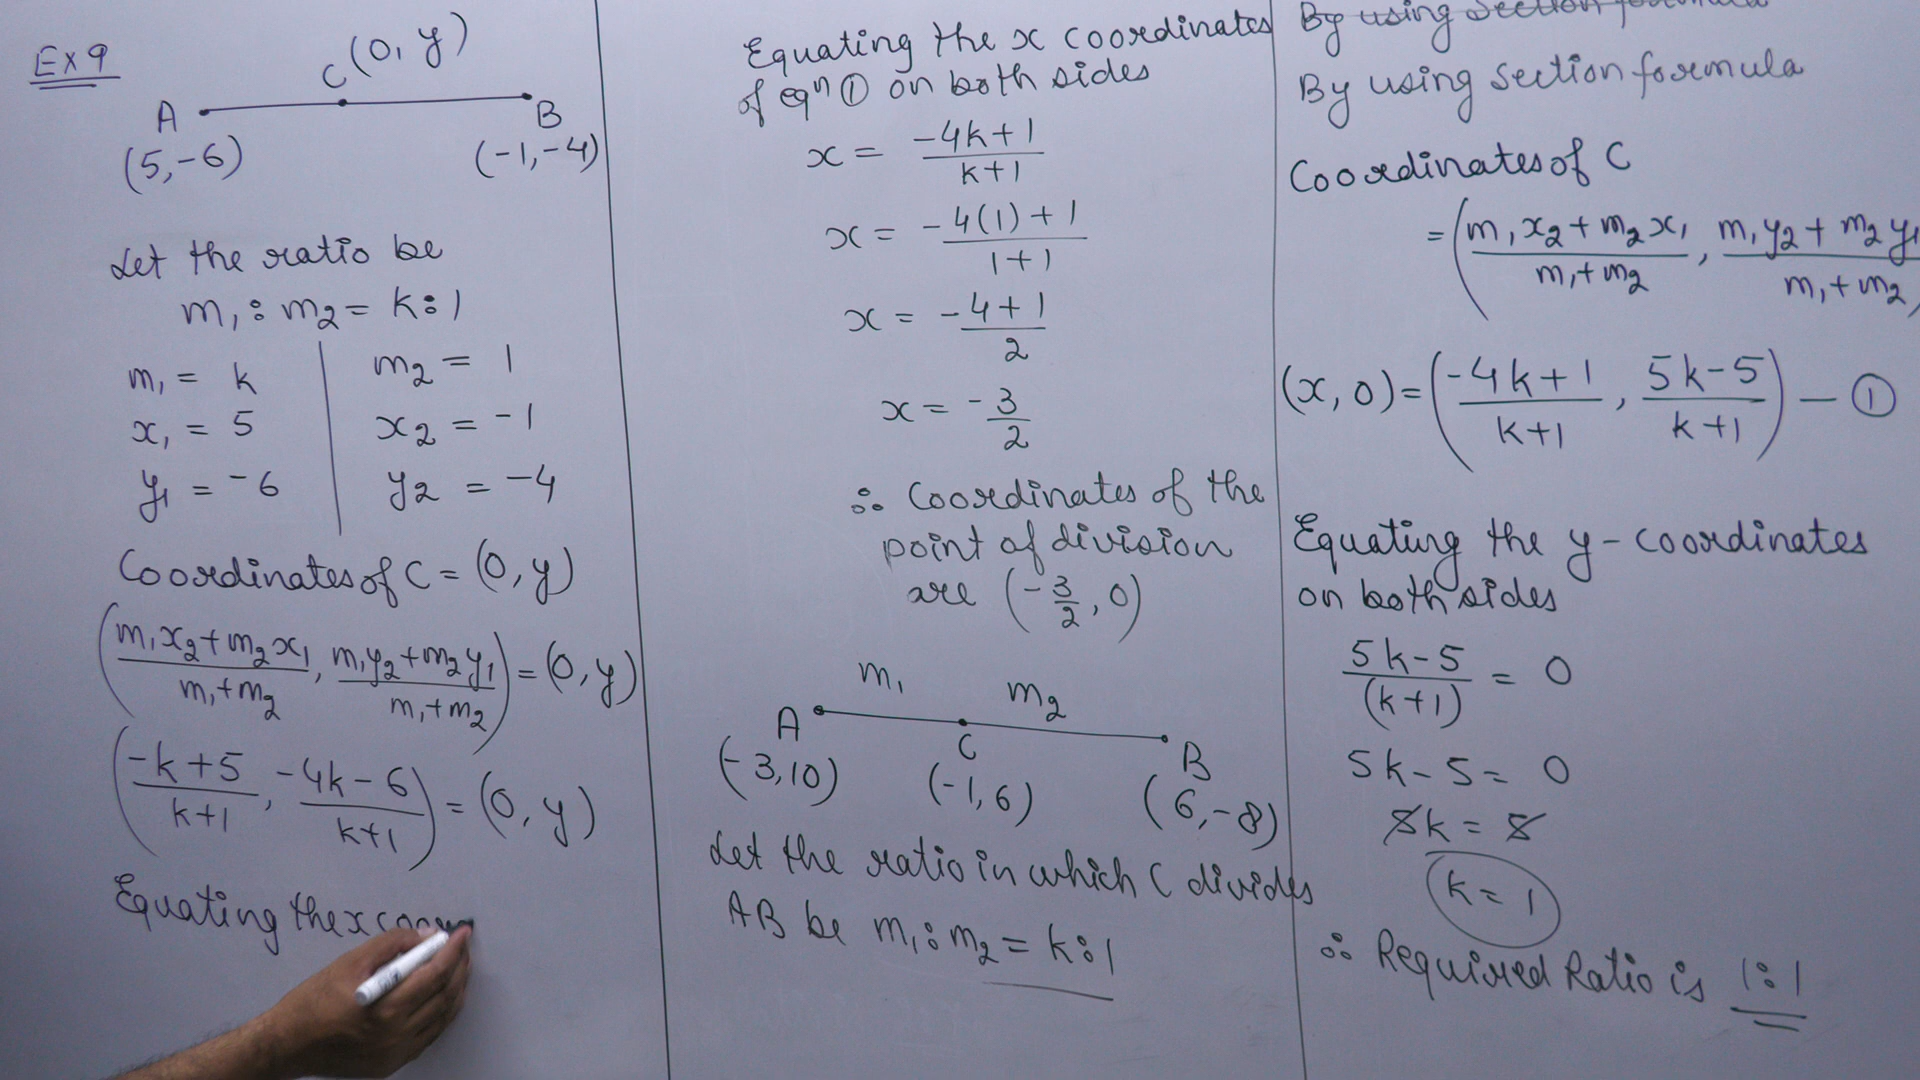 Ex 9
C (0, y)
A B
(5,-6) (-1,-4)
Let the ratio be
m₁ : m₂ = k : 1
m₁ = k m₂ = 1
x₁ = 5 x₂ = -1
y₁ = -6 y₂ = -4
Coordinates of C = (0, y)
((m₁x₂ + m₂x₁)/(m₁+m₂), (m₁y₂ + m₂y₁)/(m₁+m₂)) = (0, y)
((-k+5)/(k+1), (-4k-6)/(k+1)) = (0, y)
Equating the x
Equating the x coordinates
of eqⁿ ① on both sides
x = (-4k+1)/(k+1)
x = (-4(1)+1)/(1+1)
x = (-4+1)/2
x = -3/2
∴ Coordinates of the
point of division
are (-3/2, 0)
m₁ m₂
A C B
(-3,10) (-1,6) (6,-8)
Let the ratio in which C divides
AB be m₁ : m₂ = k : 1
By using section formula
By using section formula
Coordinates of C
= ((m₁x₂ + m₂x₁)/(m₁+m₂), (m₁y₂ + m₂y₁)/(m₁+m₂)
(x, 0) = ((-4k+1)/(k+1), (5k-5)/(k+1)) — ①
Equating the y-coordinates
on both sides
(5k-5)/(k+1) = 0
5k-5 = 0
5k = 5
k = 1
∴ Required Ratio is 1:1